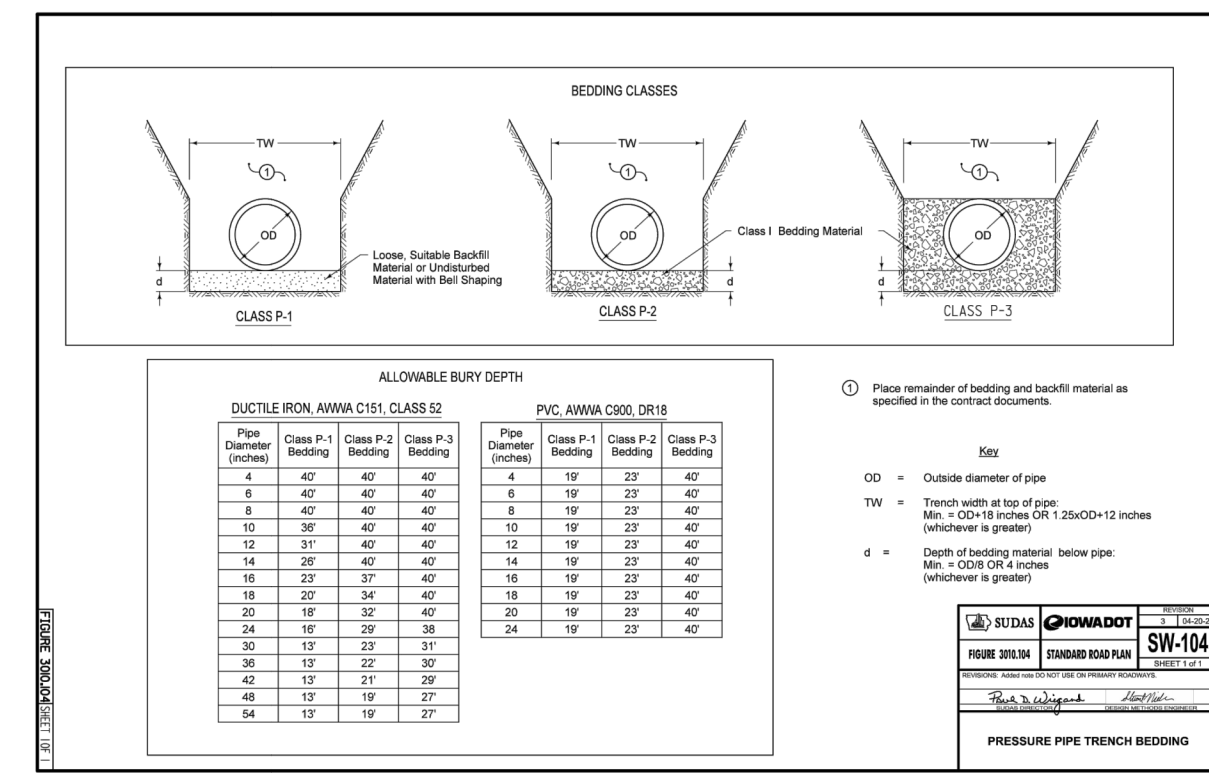 BEDDING CLASSES
TW
TW
TW
1
1
1
OD
OD
OD
Class I Bedding Material
Loose, Suitable Backfill
Material or Undisturbed
Material with Bell Shaping
d
d
d
CLASS P-1
CLASS P-2
CLASS P-3
ALLOWABLE BURY DEPTH
DUCTILE IRON, AWWA C151, CLASS 52
Pipe Diameter (inches) Class P-1 Bedding Class P-2 Bedding Class P-3 Bedding
4 40' 40' 40'
6 40' 40' 40'
8 40' 40' 40'
10 36' 40' 40'
12 31' 40' 40'
14 26' 40' 40'
16 23' 37' 40'
18 20' 34' 40'
20 18' 32' 40'
24 16' 29' 38
30 13' 23' 31'
36 13' 22' 30'
42 13' 21' 29'
48 13' 19' 27'
54 13' 19' 27'
PVC, AWWA C900, DR18
Pipe Diameter (inches) Class P-1 Bedding Class P-2 Bedding Class P-3 Bedding
4 19' 23' 40'
6 19' 23' 40'
8 19' 23' 40'
10 19' 23' 40'
12 19' 23' 40'
14 19' 23' 40'
16 19' 23' 40'
18 19' 23' 40'
20 19' 23' 40'
24 19' 23' 40'
1 Place remainder of bedding and backfill material as
specified in the contract documents.
Key
OD = Outside diameter of pipe
TW = Trench width at top of pipe:
Min. = OD+18 inches OR 1.25xOD+12 inches
(whichever is greater)
d = Depth of bedding material below pipe:
Min. = OD/8 OR 4 inches
(whichever is greater)
FIGURE 3010.104 SHEET 1 OF 1
SUDAS
IOWADOT
REVISION
3 04-20-2
FIGURE 3010.104
STANDARD ROAD PLAN
SW-104
SHEET 1 of 1
REVISIONS: Added note DO NOT USE ON PRIMARY ROADWAYS.
Paul D. Wiegand
SUDAS DIRECTOR
DESIGN METHODS ENGINEER
PRESSURE PIPE TRENCH BEDDING